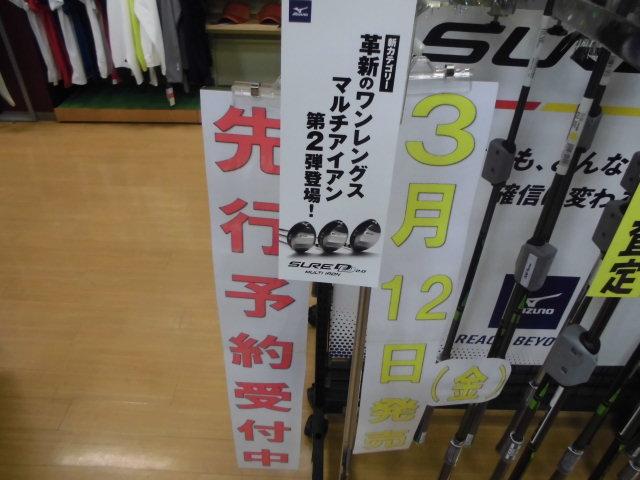 先行予約受付中
MIZUNO
新カテゴリー
革新のワンレングス
マルチアイアン
第2弾登場!
SURE DD 2.0
MULTI IRON
3月12日発売
(金)
SURE
も、どんな
確信に変わ
MIZUNO
REACH BEYO
査定